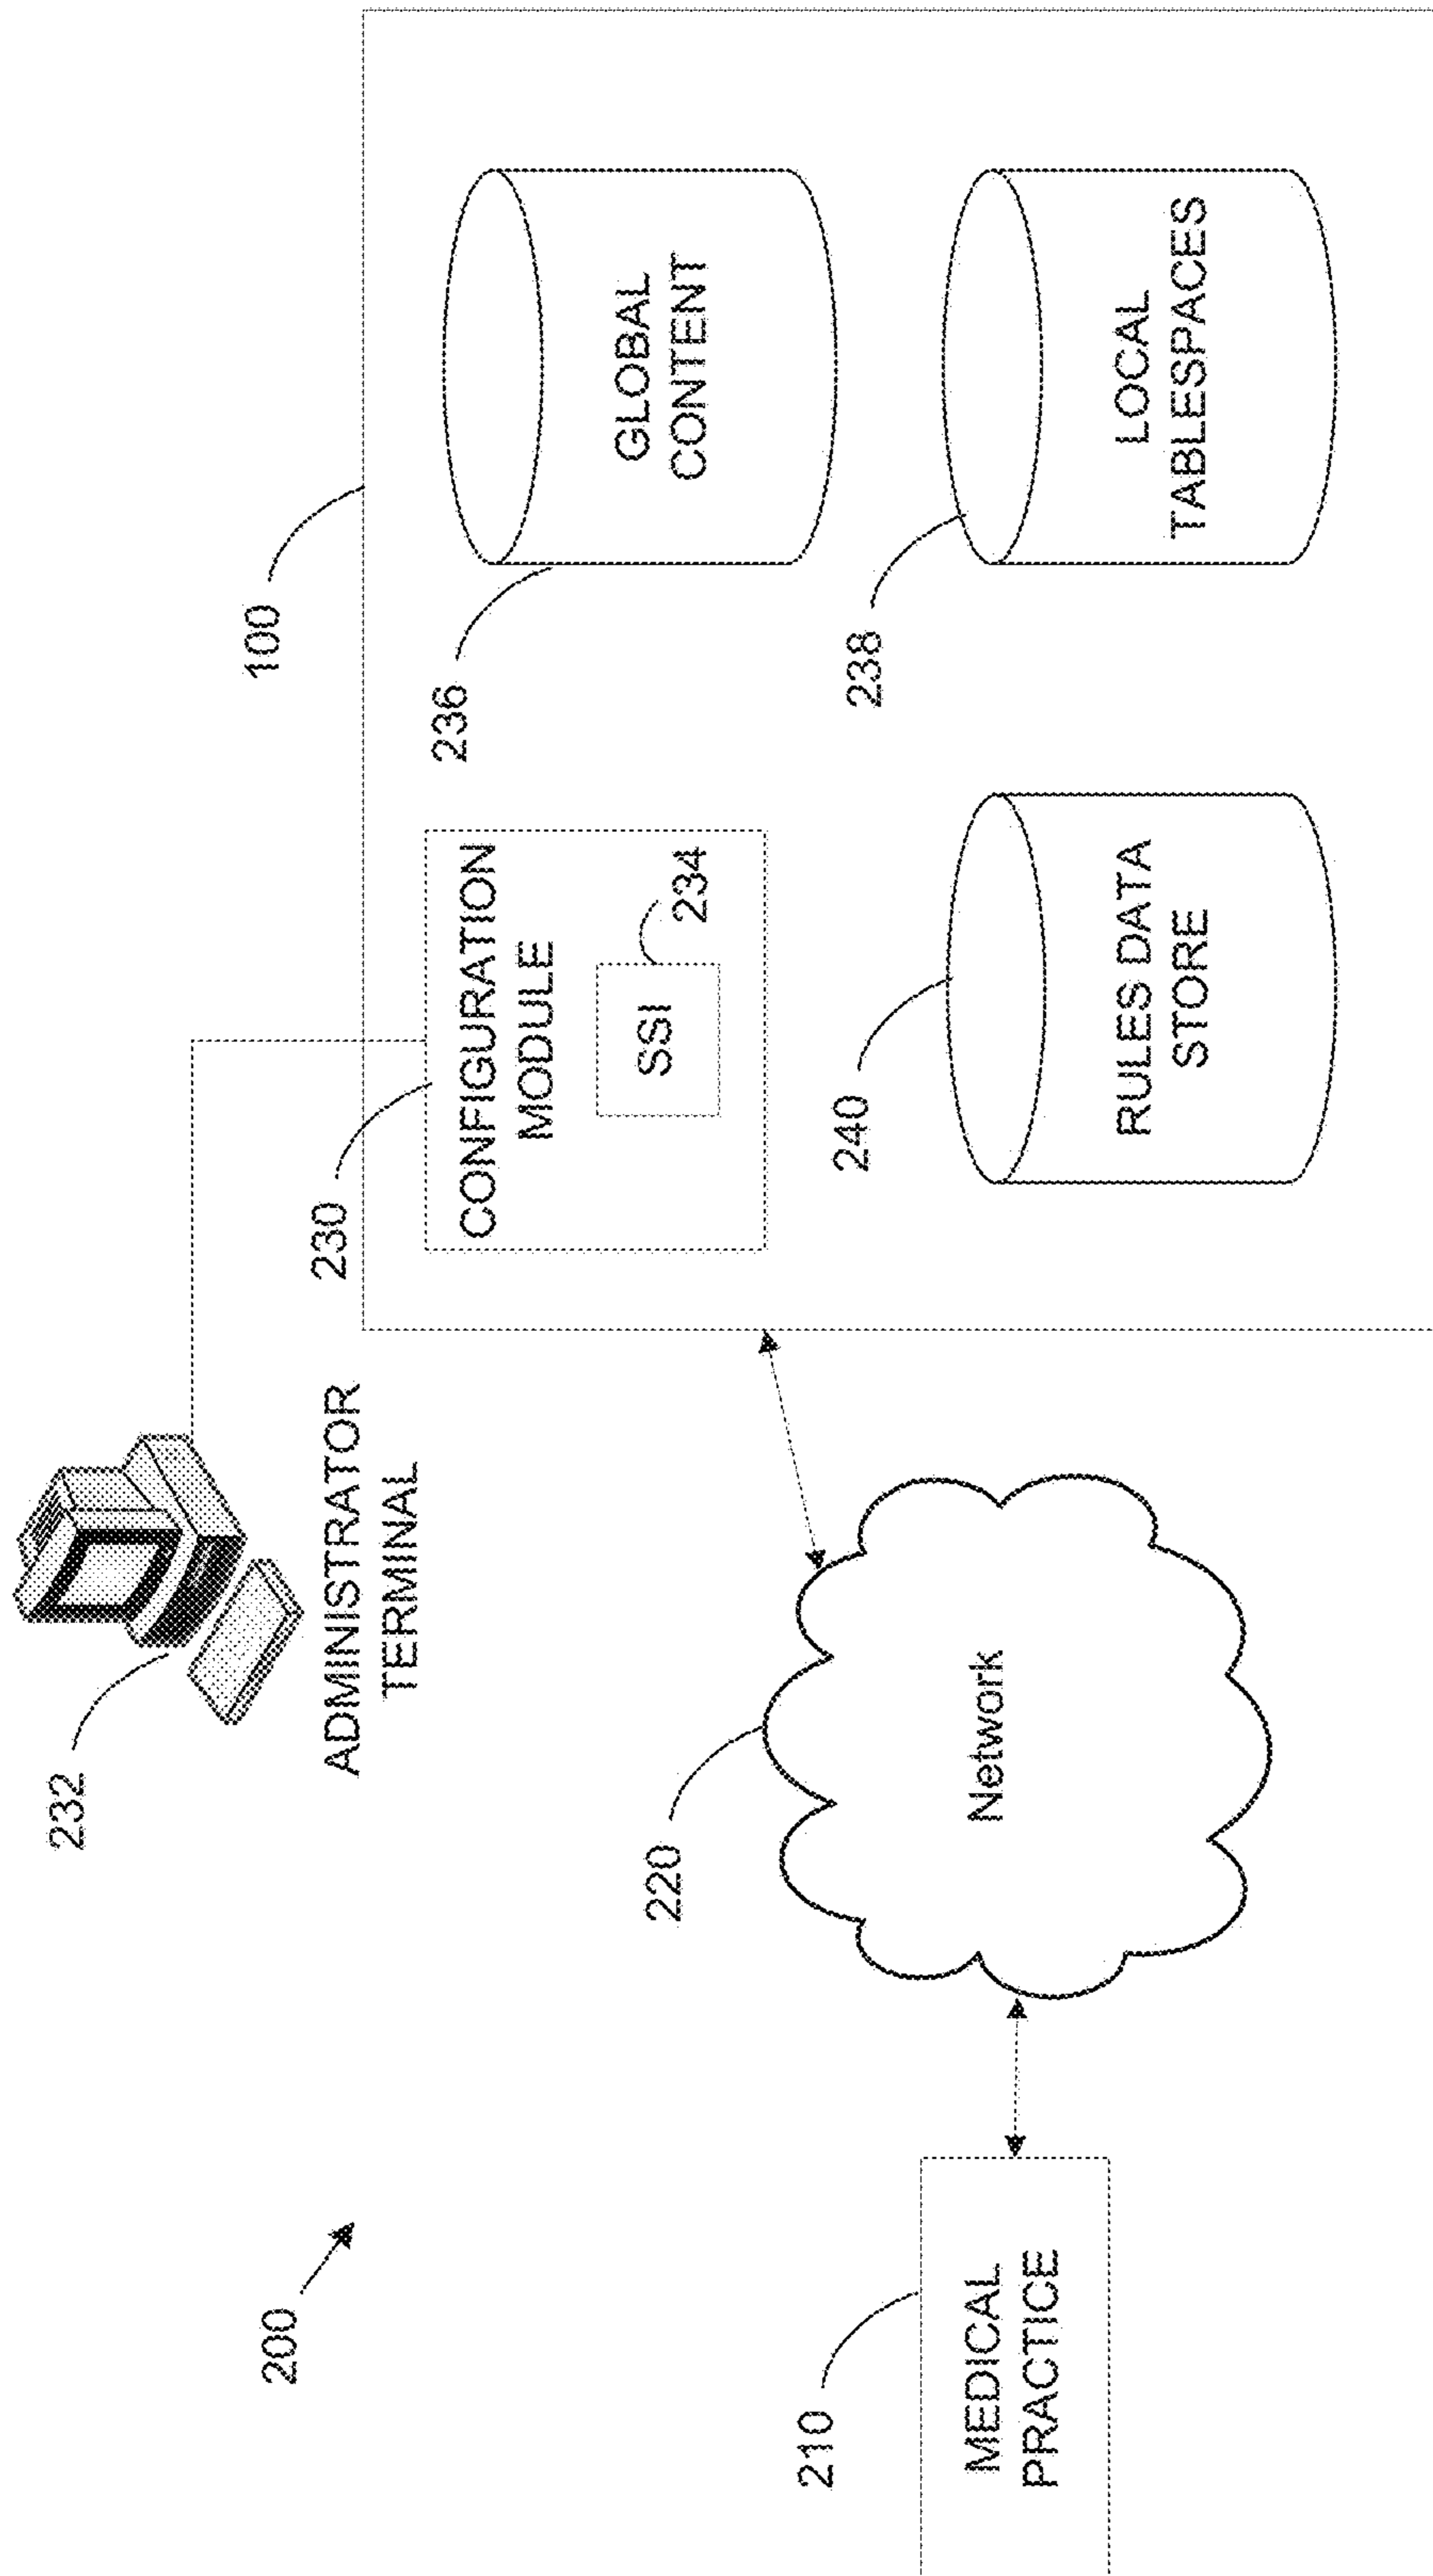 200
232
ADMINISTRATOR
TERMINAL
100
230
CONFIGURATION
MODULE
SSI
234
236
GLOBAL
CONTENT
210
MEDICAL
PRACTICE
220
Network
240
RULES DATA
STORE
238
LOCAL
TABLESPACES